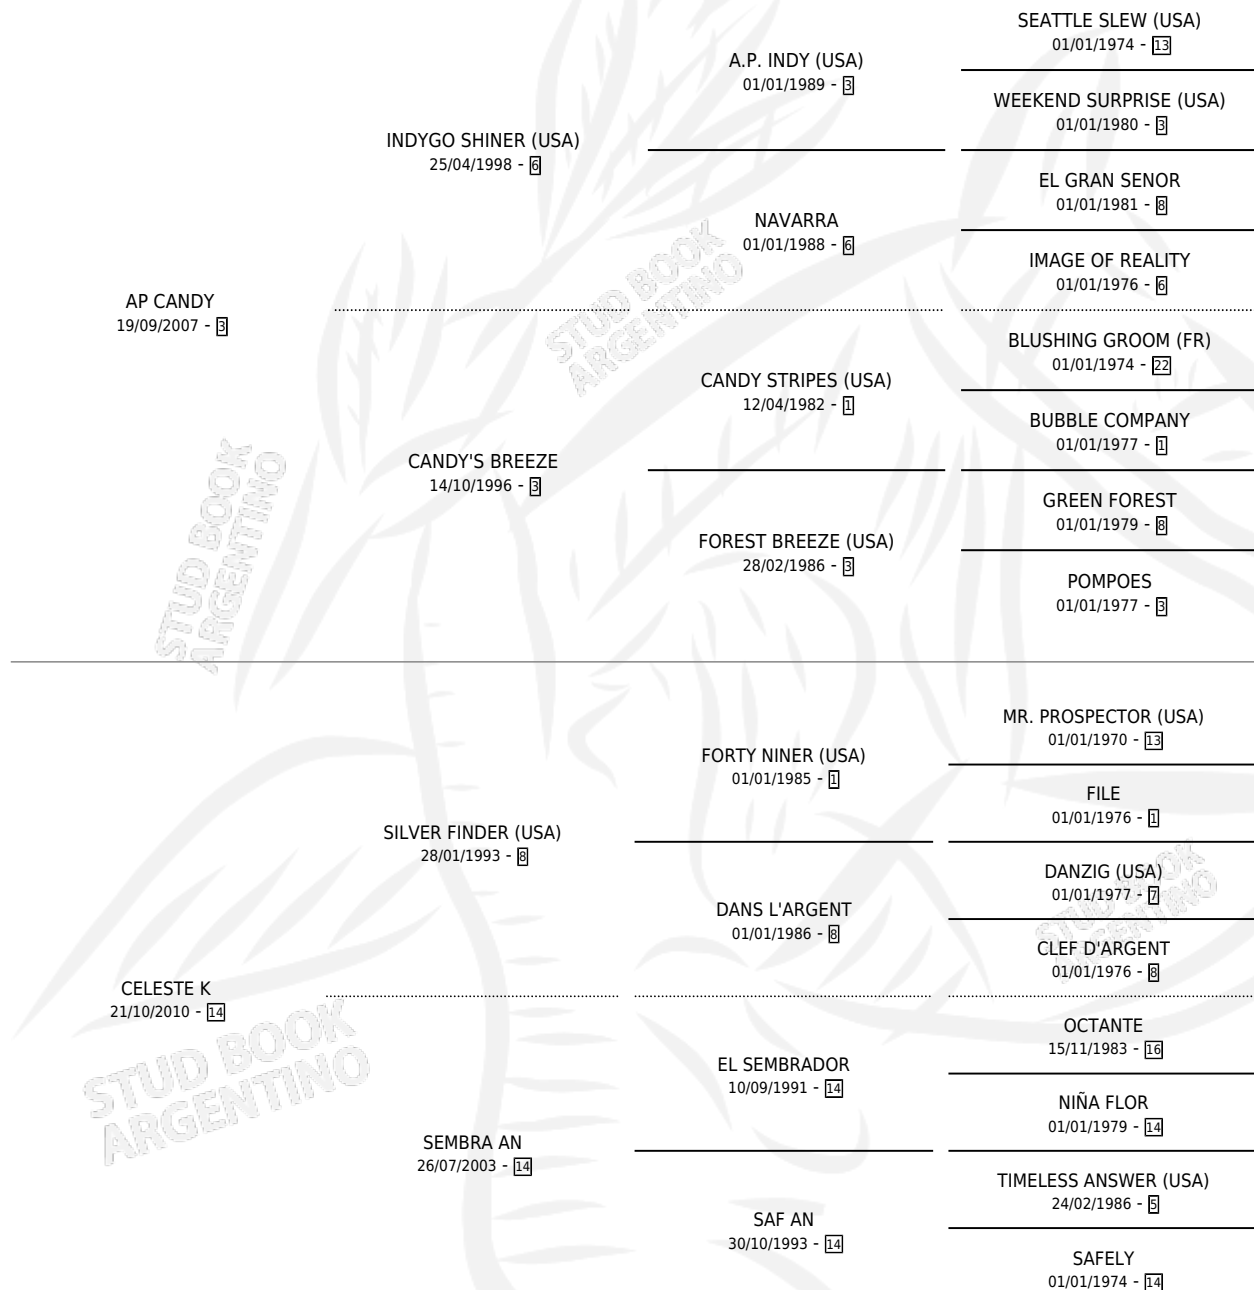 SEATTLE SLEW (USA)
01/01/1974 - 13
A.P. INDY (USA)
01/01/1989 - 3
WEEKEND SURPRISE (USA)
01/01/1980 - 3
INDYGO SHINER (USA)
25/04/1998 - 6
EL GRAN SENOR
01/01/1981 - 8
NAVARRA
01/01/1988 - 6
IMAGE OF REALITY
01/01/1976 - 6
AP CANDY
19/09/2007 - 3
BLUSHING GROOM (FR)
01/01/1974 - 22
CANDY STRIPES (USA)
12/04/1982 - 1
BUBBLE COMPANY
01/01/1977 - 1
CANDY'S BREEZE
14/10/1996 - 3
GREEN FOREST
01/01/1979 - 8
FOREST BREEZE (USA)
28/02/1986 - 3
POMPOES
01/01/1977 - 3
MR. PROSPECTOR (USA)
01/01/1970 - 13
FORTY NINER (USA)
01/01/1985 - 1
FILE
01/01/1976 - 1
SILVER FINDER (USA)
28/01/1993 - 8
DANZIG (USA)
01/01/1977 - 7
DANS L'ARGENT
01/01/1986 - 8
CLEF D'ARGENT
01/01/1976 - 8
CELESTE K
21/10/2010 - 14
OCTANTE
15/11/1983 - 16
EL SEMBRADOR
10/09/1991 - 14
NIÑA FLOR
01/01/1979 - 14
SEMBRA AN
26/07/2003 - 14
TIMELESS ANSWER (USA)
24/02/1986 - 5
SAF AN
30/10/1993 - 14
SAFELY
01/01/1974 - 14
STUD BOOK
ARGENTINO
STUD BOOK
ARGENTINO
STUD BOOK
ARGENTINO
STUD BOOK
ARGENTINO